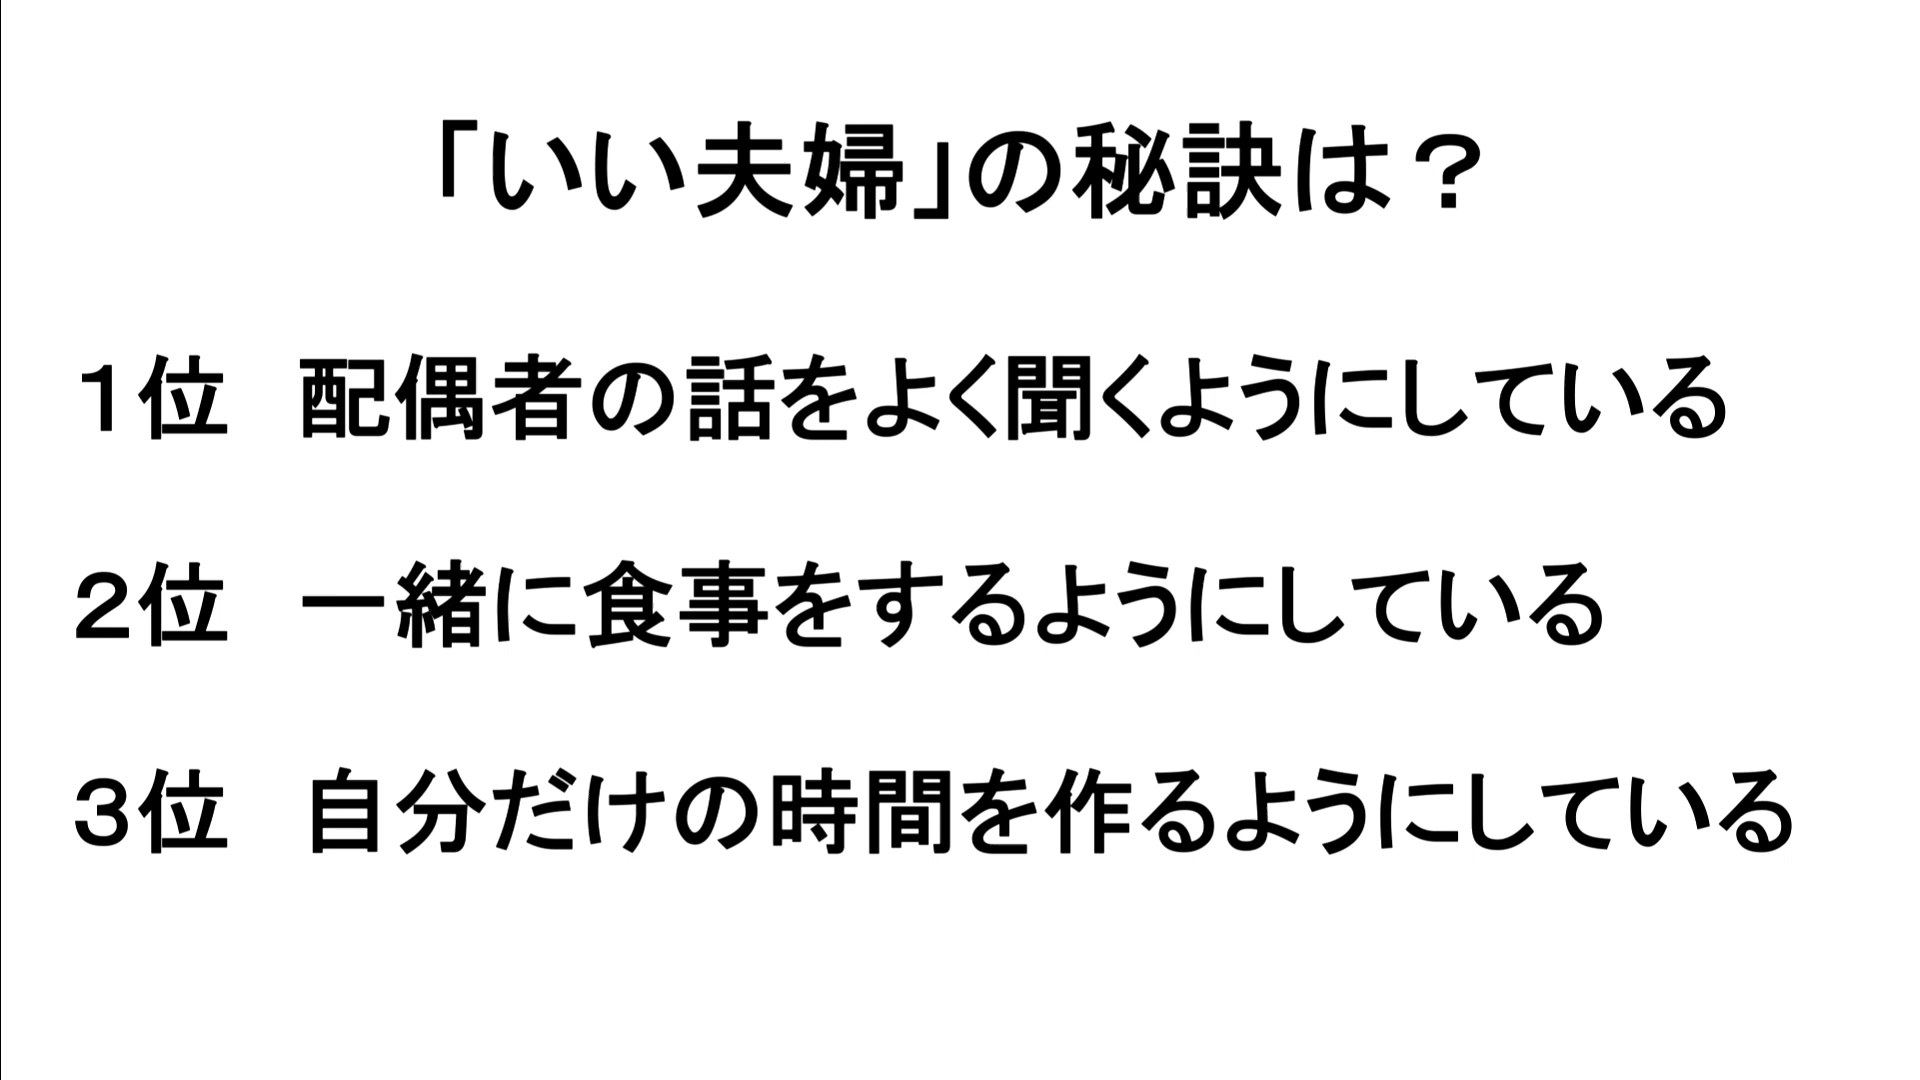 「いい夫婦」の秘訣は？
１位　配偶者の話をよく聞くようにしている
２位　一緒に食事をするようにしている
３位　自分だけの時間を作るようにしている